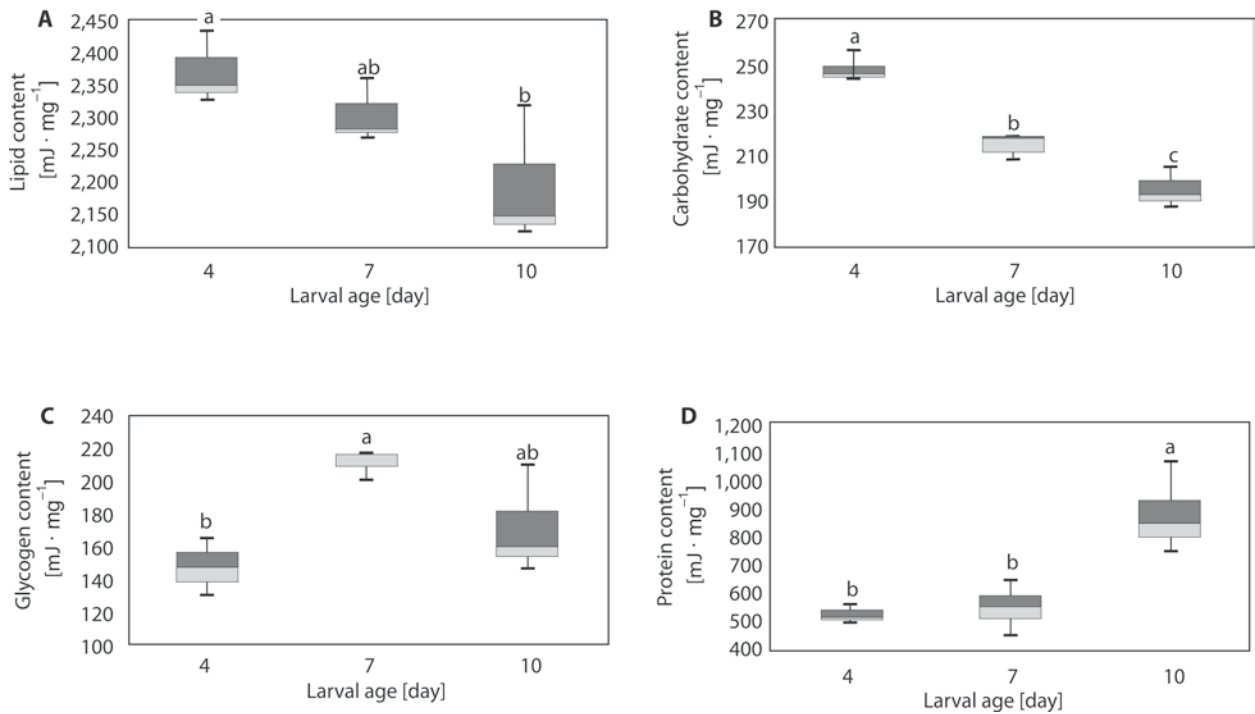 A
Lipid content
[mJ · mg⁻¹]
2,450
2,400
2,350
2,300
2,250
2,200
2,150
2,100
a
ab
b
4 7 10
Larval age [day]
B
Carbohydrate content
[mJ · mg⁻¹]
270
250
230
210
190
170
a
b
c
4 7 10
Larval age [day]
C
Glycogen content
[mJ · mg⁻¹]
240
220
200
180
160
140
120
100
b
a
ab
4 7 10
Larval age [day]
D
Protein content
[mJ · mg⁻¹]
1,200
1,100
1,000
900
800
700
600
500
400
b
b
a
4 7 10
Larval age [day]